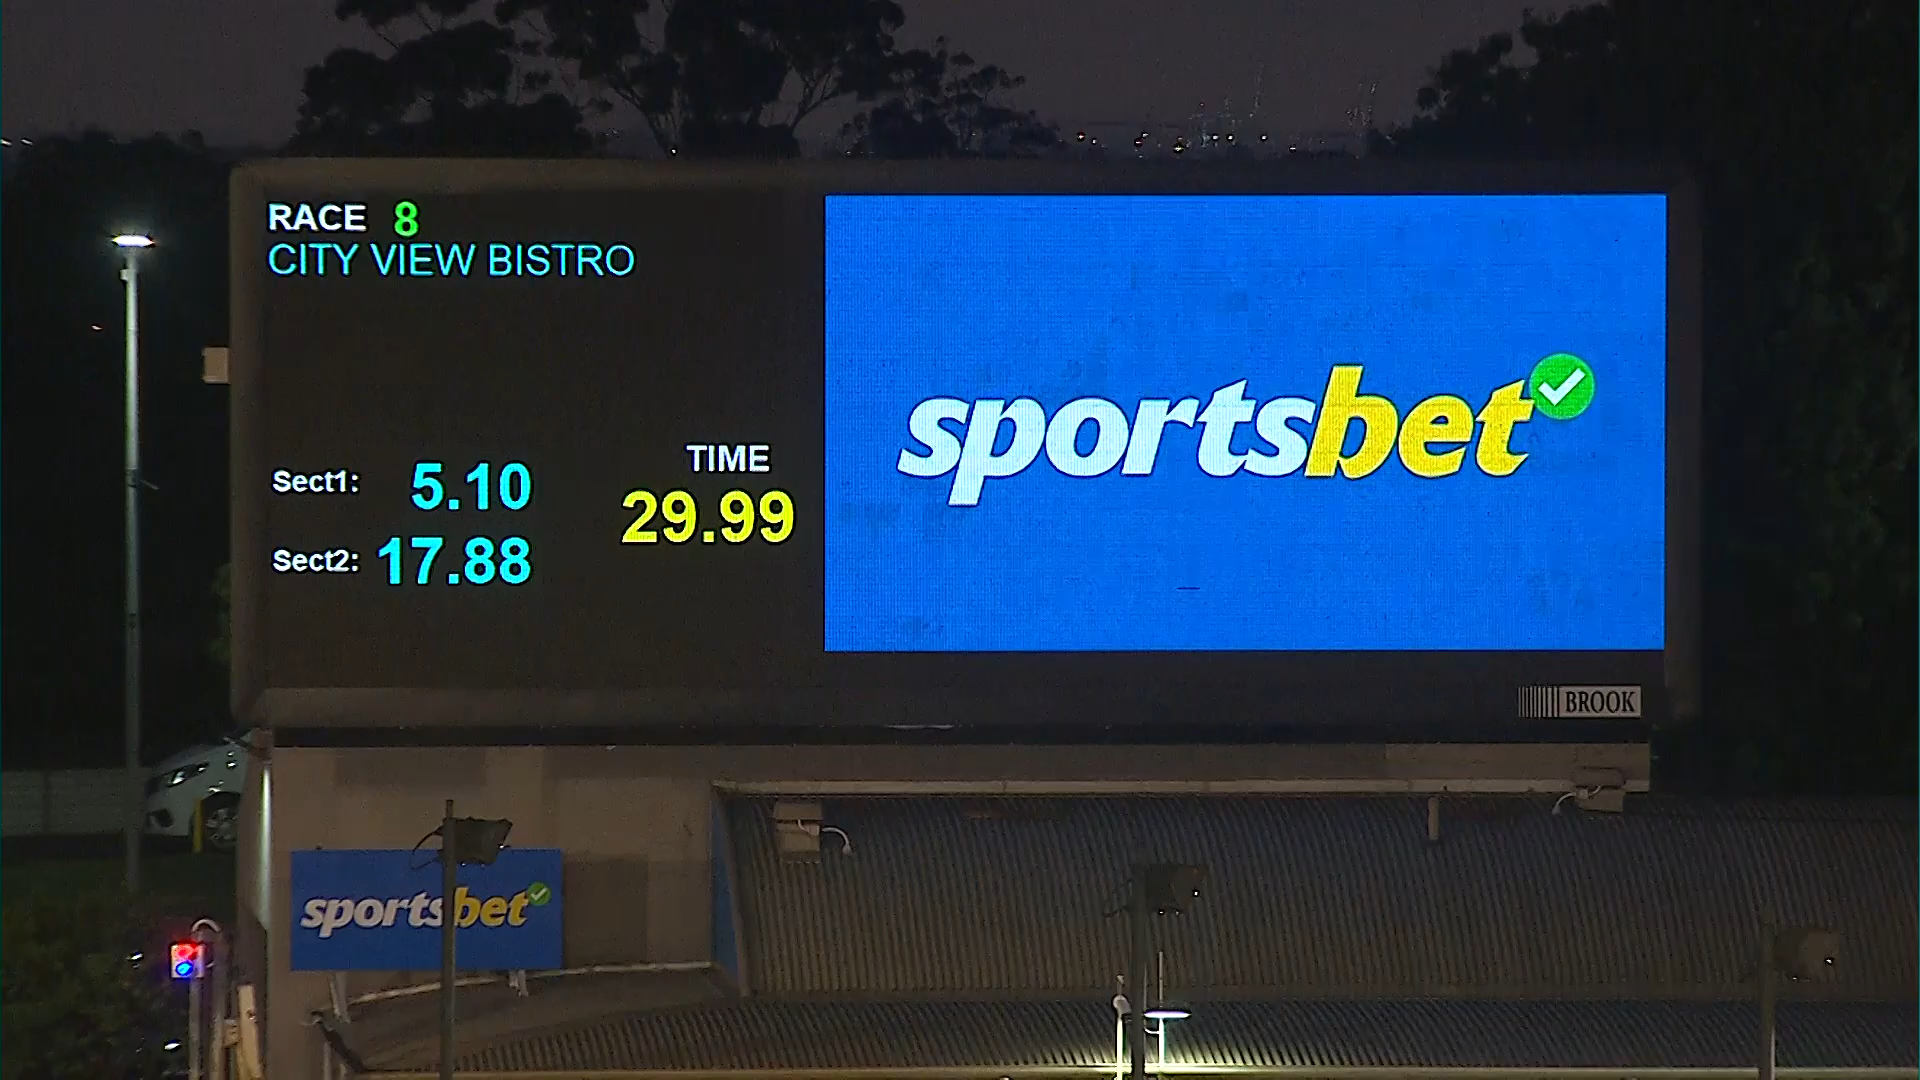 RACE 8
CITY VIEW BISTRO
Sect1: 5.10
Sect2: 17.88
TIME
29.99
sportsbet
BROOK
sportsbet